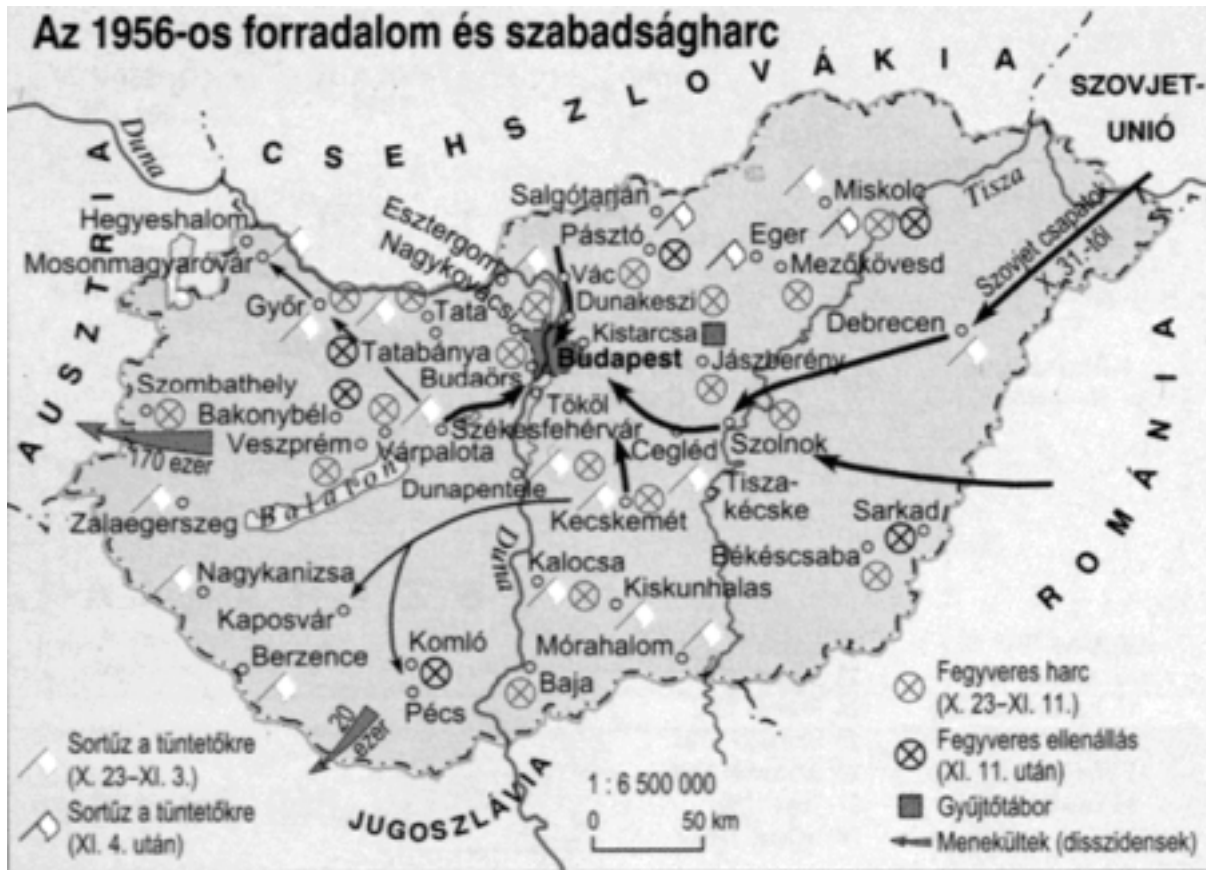 Az 1956-os forradalom és szabadságharc
CSEHSZLOVÁKIA
SZOVJET-
UNIÓ
AUSZTRIA
ROMÁNIA
JUGOSZLÁVIA
Duna
Tisza
Hegyeshalom
Mosonmagyaróvár
Győr
Esztergom
Nagykovácsi
Tata
Tatabánya
Budaörs
Salgótarján
Pásztó
Vác
Dunakeszi
Kistarcsa
Budapest
Miskolc
Eger
Mezőkövesd
Szovjet csapatok
X. 31.-től
Debrecen
Jászberény
Szombathely
Bakonybél
Veszprém
Várpalota
Székesfehérvár
Tököl
Cegléd
Szolnok
170 ezer
Balaton
Dunapentele
Tisza-
kécske
Zalaegerszeg
Kecskemét
Sarkad
Békéscsaba
Duna
Nagykanizsa
Kaposvár
Kalocsa
Kiskunhalas
Berzence
Komló
Pécs
Mórahalom
Baja
20
ezer
Sortűz a tüntetőkre
(X. 23–XI. 3.)
Sortűz a tüntetőkre
(XI. 4. után)
1 : 6 500 000
0 50 km
Fegyveres harc
(X. 23–XI. 11.)
Fegyveres ellenállás
(XI. 11. után)
Gyűjtőtábor
Menekültek (disszidensek)